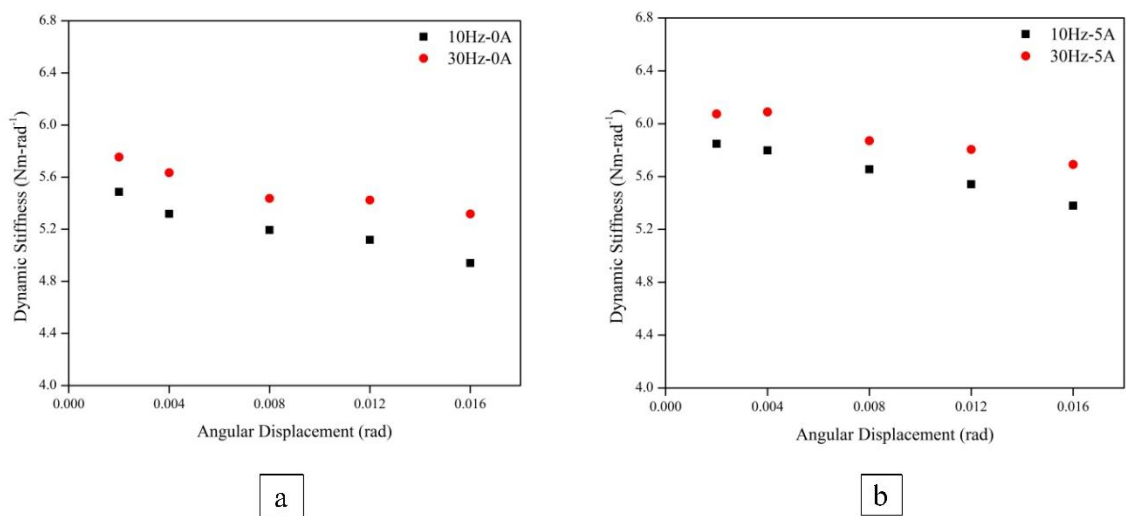 6.8
6.4
6.0
5.6
5.2
4.8
4.4
4.0
Dynamic Stiffness (Nm-rad⁻¹)
10Hz-0A
30Hz-0A
0.000 0.004 0.008 0.012 0.016
Angular Displacement (rad)
a
6.8
6.4
6.0
5.6
5.2
4.8
4.4
4.0
Dynamic Stiffness (Nm-rad⁻¹)
10Hz-5A
30Hz-5A
0.000 0.004 0.008 0.012 0.016
Angular Displacement (rad)
b